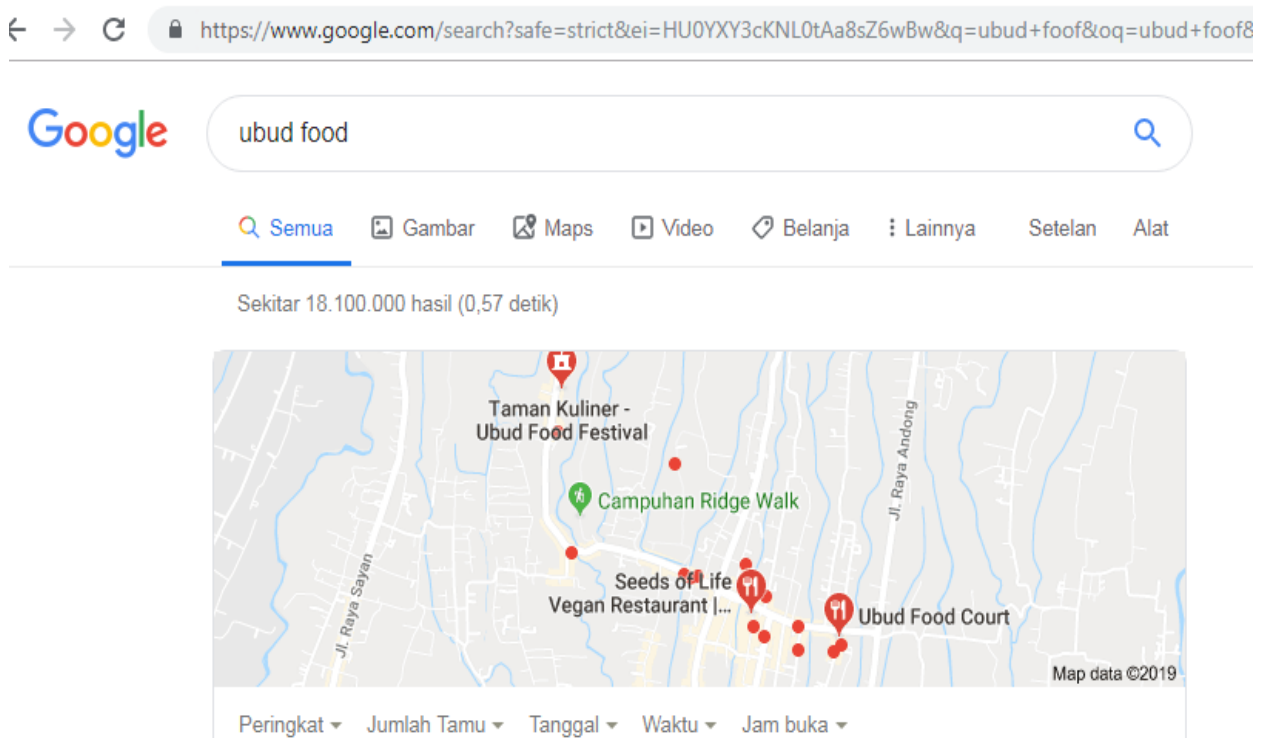 https://www.google.com/search?safe=strict&ei=HU0YXY3cKNL0tAa8sZ6wBw&q=ubud+foof&oq=ubud+foof&
Google
ubud food
Semua Gambar Maps Video Belanja Lainnya Setelan Alat
Sekitar 18.100.000 hasil (0,57 detik)
Taman Kuliner -
Ubud Food Festival
Jl. Raya Andong
Campuhan Ridge Walk
Jl. Raya Sayan
Seeds of Life
Vegan Restaurant |...
Ubud Food Court
Map data ©2019
Peringkat Jumlah Tamu Tanggal Waktu Jam buka